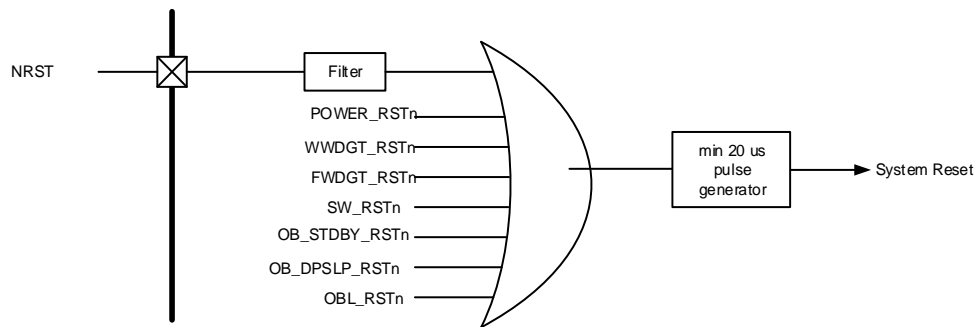 NRST
Filter
POWER_RSTn
WWDGT_RSTn
FWDGT_RSTn
SW_RSTn
OB_STDBY_RSTn
OB_DPSLP_RSTn
OBL_RSTn
min 20 us
pulse
generator
System Reset